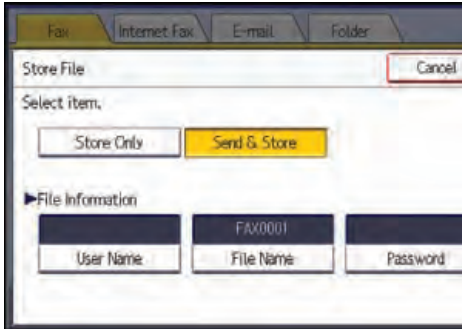 Fax Internet Fax E-mail Folder
Store File Cancel
Select item.
Store Only Send & Store
►File Information
FAX0001
User Name File Name Password